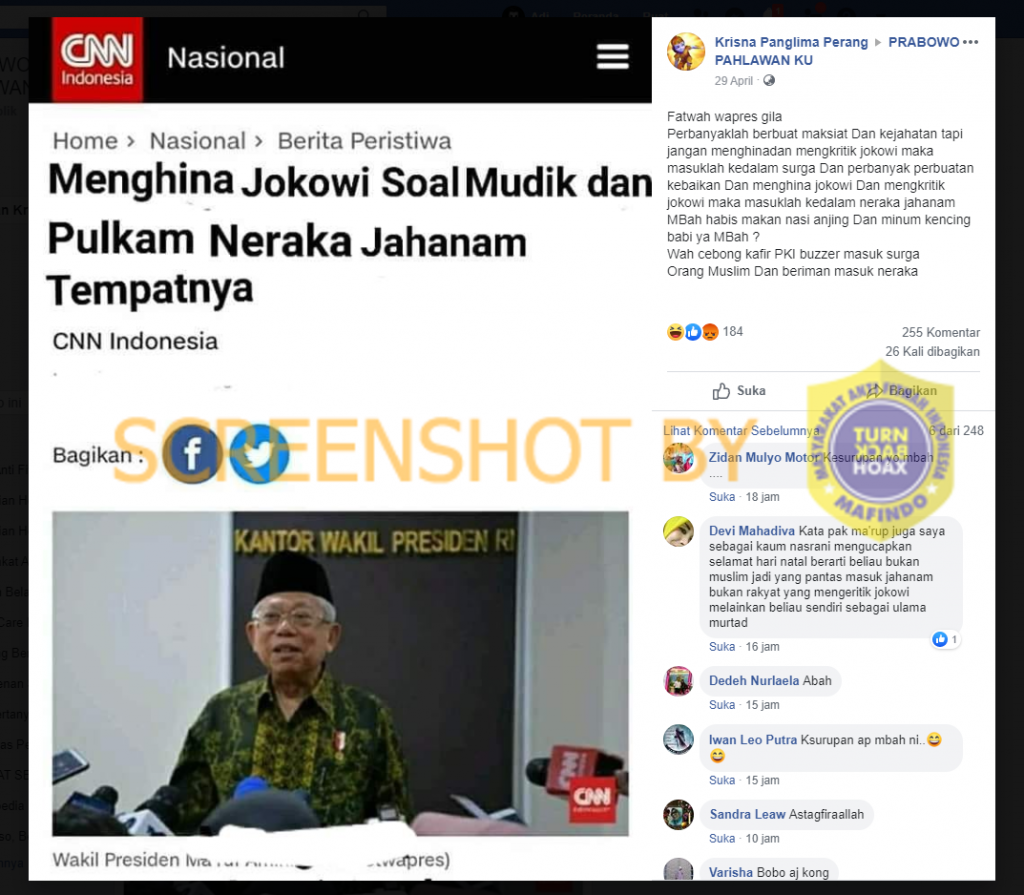 CNN
Indonesia
Nasional
Home > Nasional > Berita Peristiwa
Menghina Jokowi Soal Mudik dan
Pulkam Neraka Jahanam
Tempatnya
CNN Indonesia
Bagikan :
SCREENSHOT BY
KANTOR WAKIL PRESIDEN RI
CNN
CNN
Wakil Presiden
Krisna Panglima Perang ▸ PRABOWO
PAHLAWAN KU
29 April ·
Fatwah wapres gila
Perbanyaklah berbuat maksiat Dan kejahatan tapi
jangan menghinadan mengkritik jokowi maka
masuklah kedalam surga Dan perbanyak perbuatan
kebaikan Dan menghina jokowi Dan mengkritik
jokowi maka masuklah kedalam neraka jahanam
MBah habis makan nasi anjing Dan minum kencing
babi ya MBah ?
Wah cebong kafir PKI buzzer masuk surga
Orang Muslim Dan beriman masuk neraka
184
255 Komentar
26 Kali dibagikan
Suka
Bagikan
Lihat Komentar Sebelumnya
6 dari 248
MASYARAKAT ANTI FITNAH INDONESIA
TURN
BACK
HOAX
MAFINDO
Zidan Mulyo Motor Kesurupan yo mbah
....
Suka · 18 jam
Devi Mahadiva Kata pak ma'rup juga saya
sebagai kaum nasrani mengucapkan
selamat hari natal berarti beliau bukan
muslim jadi yang pantas masuk jahanam
bukan rakyat yang mengeritik jokowi
melainkan beliau sendiri sebagai ulama
murtad
1
Suka · 16 jam
Dedeh Nurlaela Abah
Suka · 15 jam
Iwan Leo Putra Ksurupan ap mbah ni..😄
😄
Suka · 15 jam
Sandra Leaw Astagfiraallah
Suka · 10 jam
Varisha Bobo aj kong